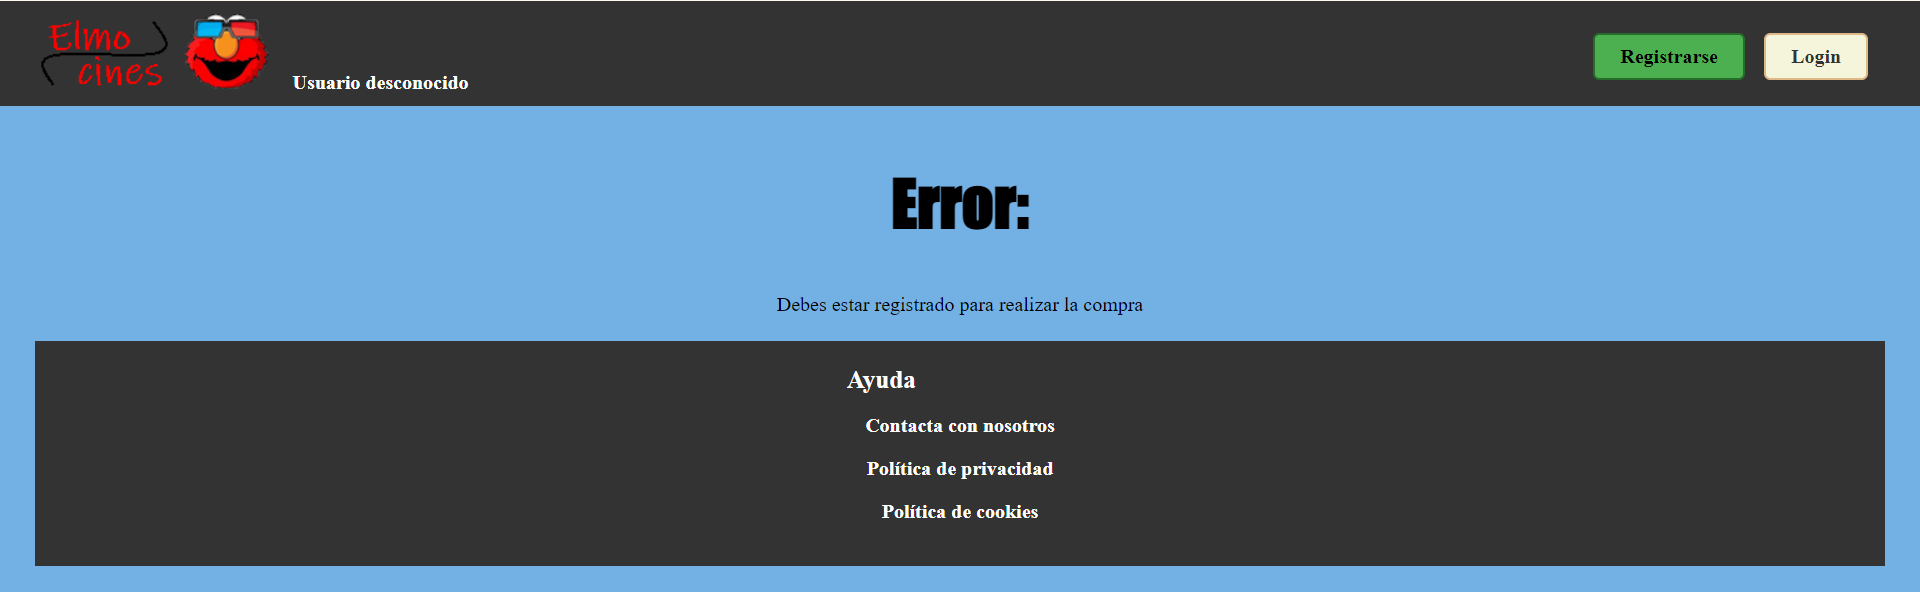 Elmo
cines
Usuario desconocido
Registrarse
Login
Error:
Debes estar registrado para realizar la compra
Ayuda
Contacta con nosotros
Política de privacidad
Política de cookies